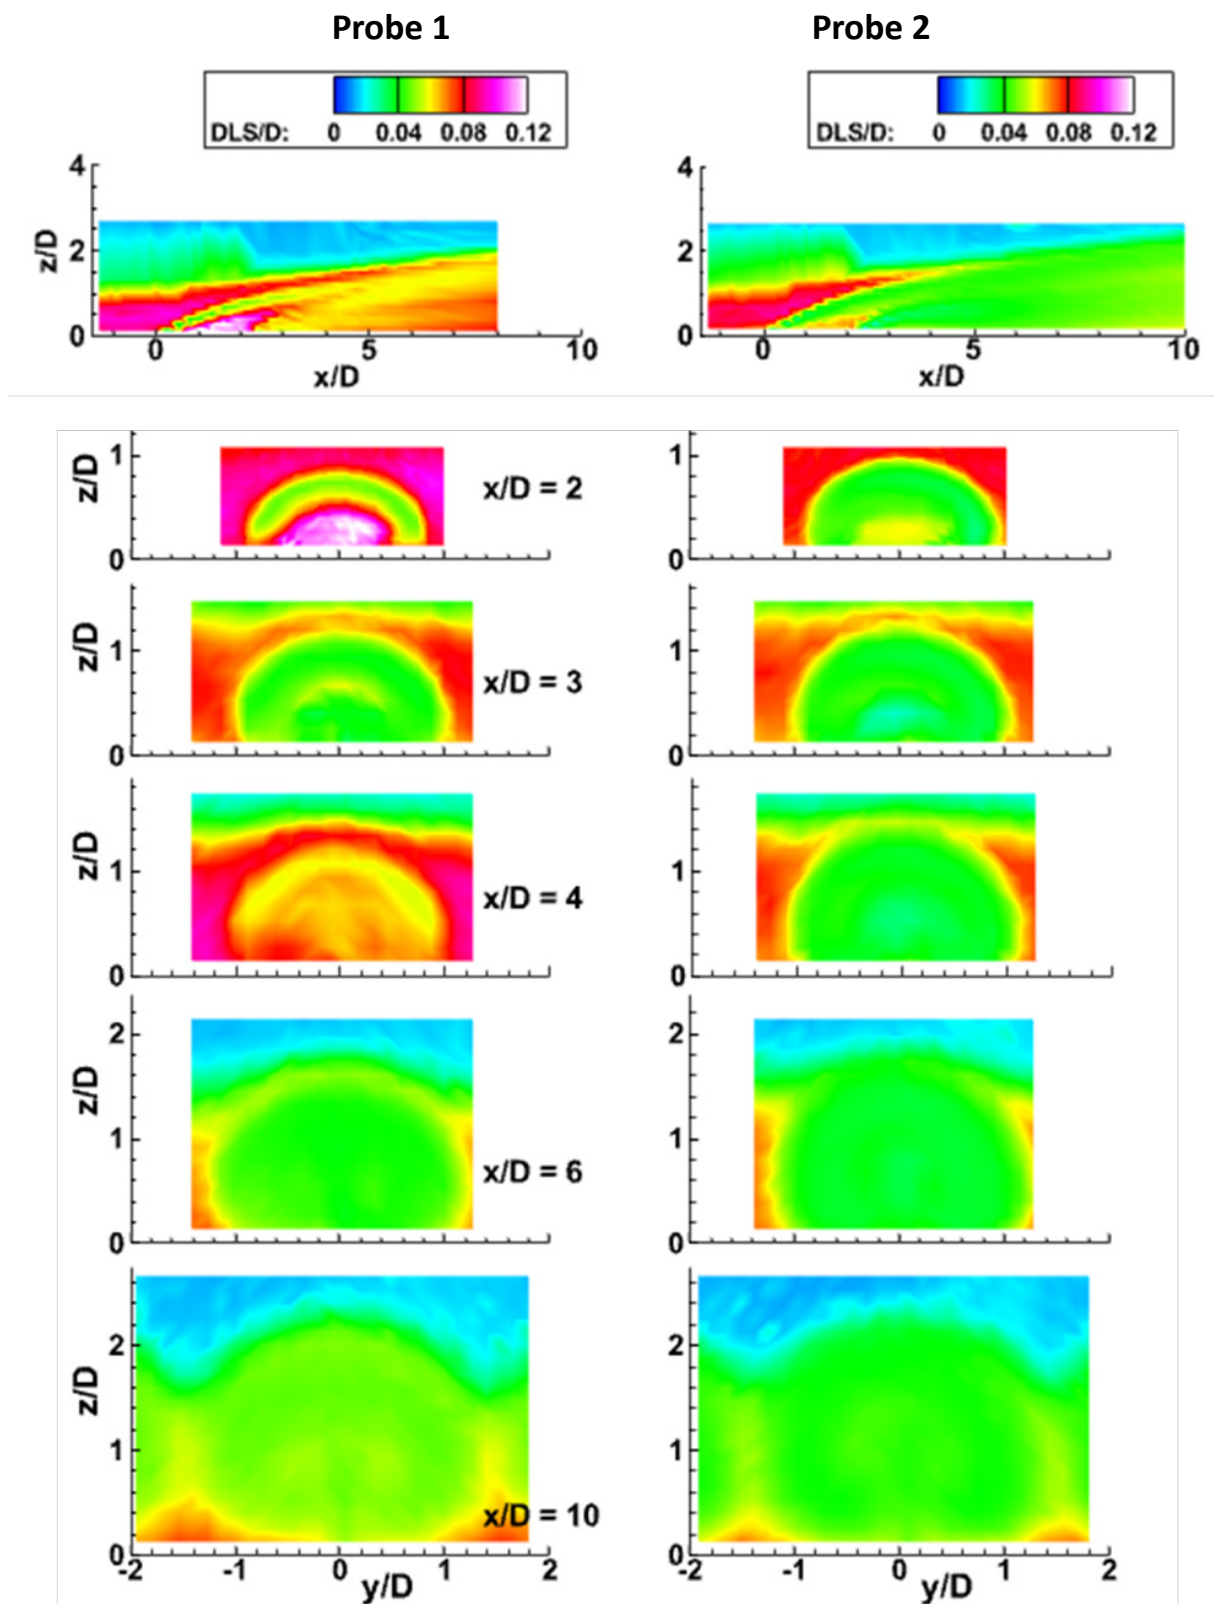 Probe 1 Probe 2
DLS/D: 0 0.04 0.08 0.12 DLS/D: 0 0.04 0.08 0.12
4 4
z/D
2 2
0 0
0 5 10 0 5 10
x/D x/D
z/D
1 1
x/D = 2
0 0
z/D
1 1
x/D = 3
0 0
z/D
1 1
x/D = 4
0 0
2 2
z/D
1 1
x/D = 6
0 0
2 2
z/D
1 1
x/D = 10
0 0
-2 -1 0 1 2 -2 -1 0 1 2
y/D y/D